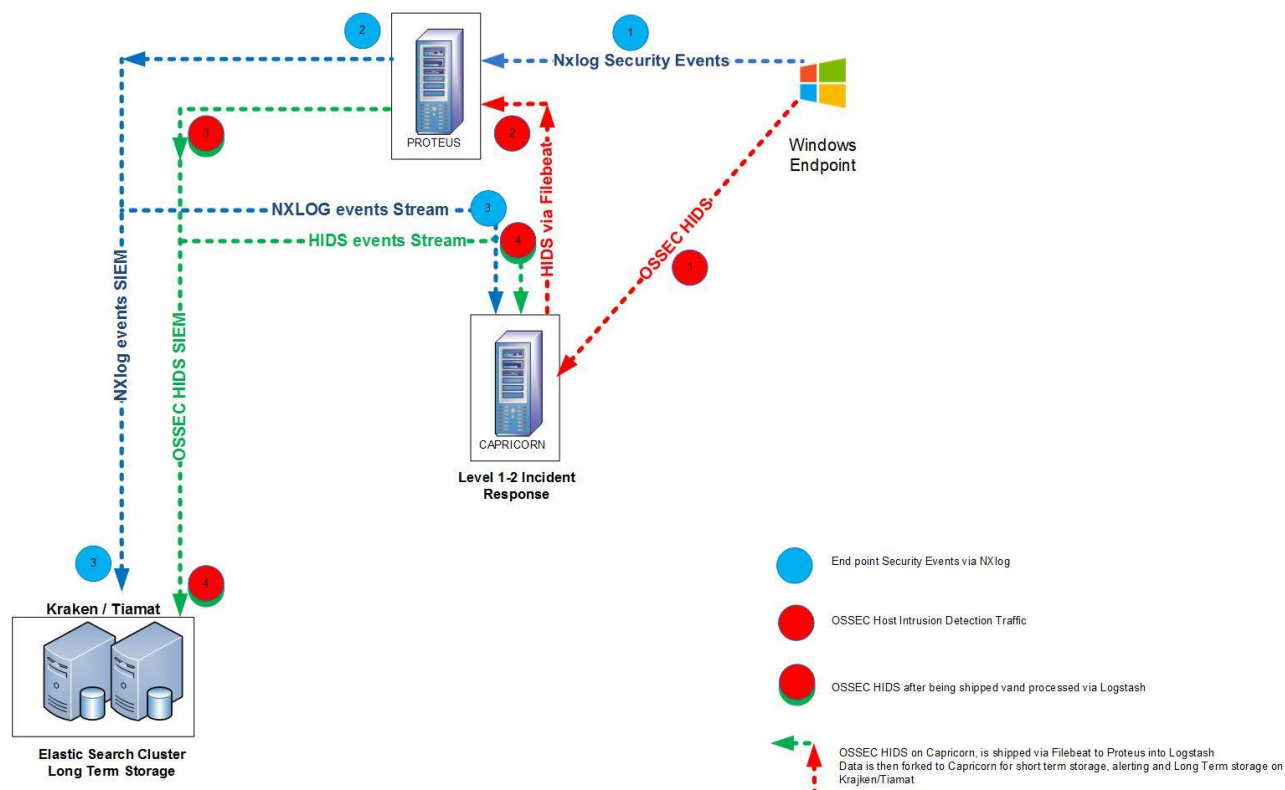 2
1
Nxlog Security Events
PROTEUS
3
2
Windows
Endpoint
NXLOG events Stream
3
HIDS events Stream
4
HIDS via Filebeat
OSSEC HIDS
1
NXlog events SIEM
OSSEC HIDS SIEM
CAPRICORN
Level 1-2 Incident
Response
3
4
Kraken / Tiamat
Elastic Search Cluster
Long Term Storage
End point Security Events via NXlog
OSSEC Host Intrusion Detection Traffic
OSSEC HIDS after being shipped vand processed via Logstash
OSSEC HIDS on Capricorn, is shipped via Filebeat to Proteus into Logstash
Data is then forked to Capricorn for short term storage, alerting and Long Term storage on
Krajken/Tiamat